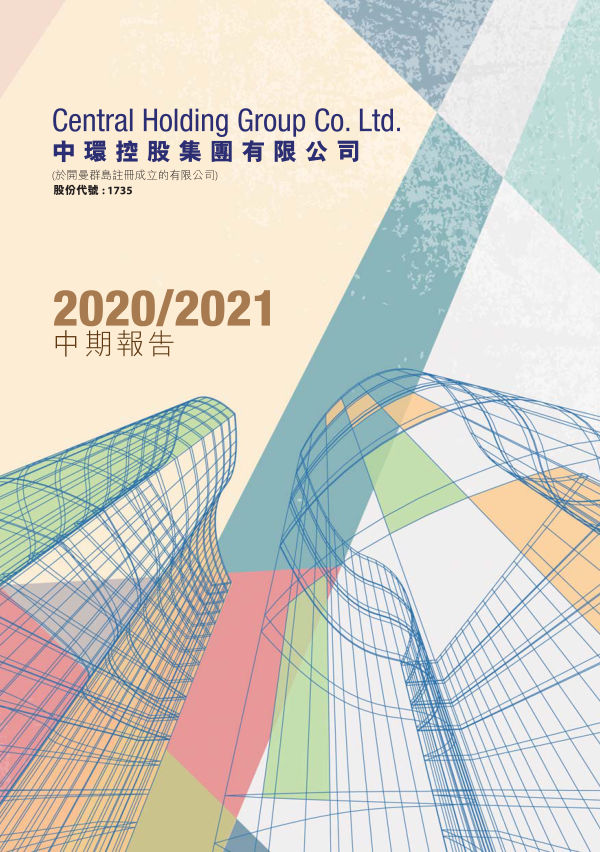 Central Holding Group Co. Ltd.
中環控股集團有限公司
(於開曼群島註冊成立的有限公司)
股份代號 : 1735
2020/2021
中期報告